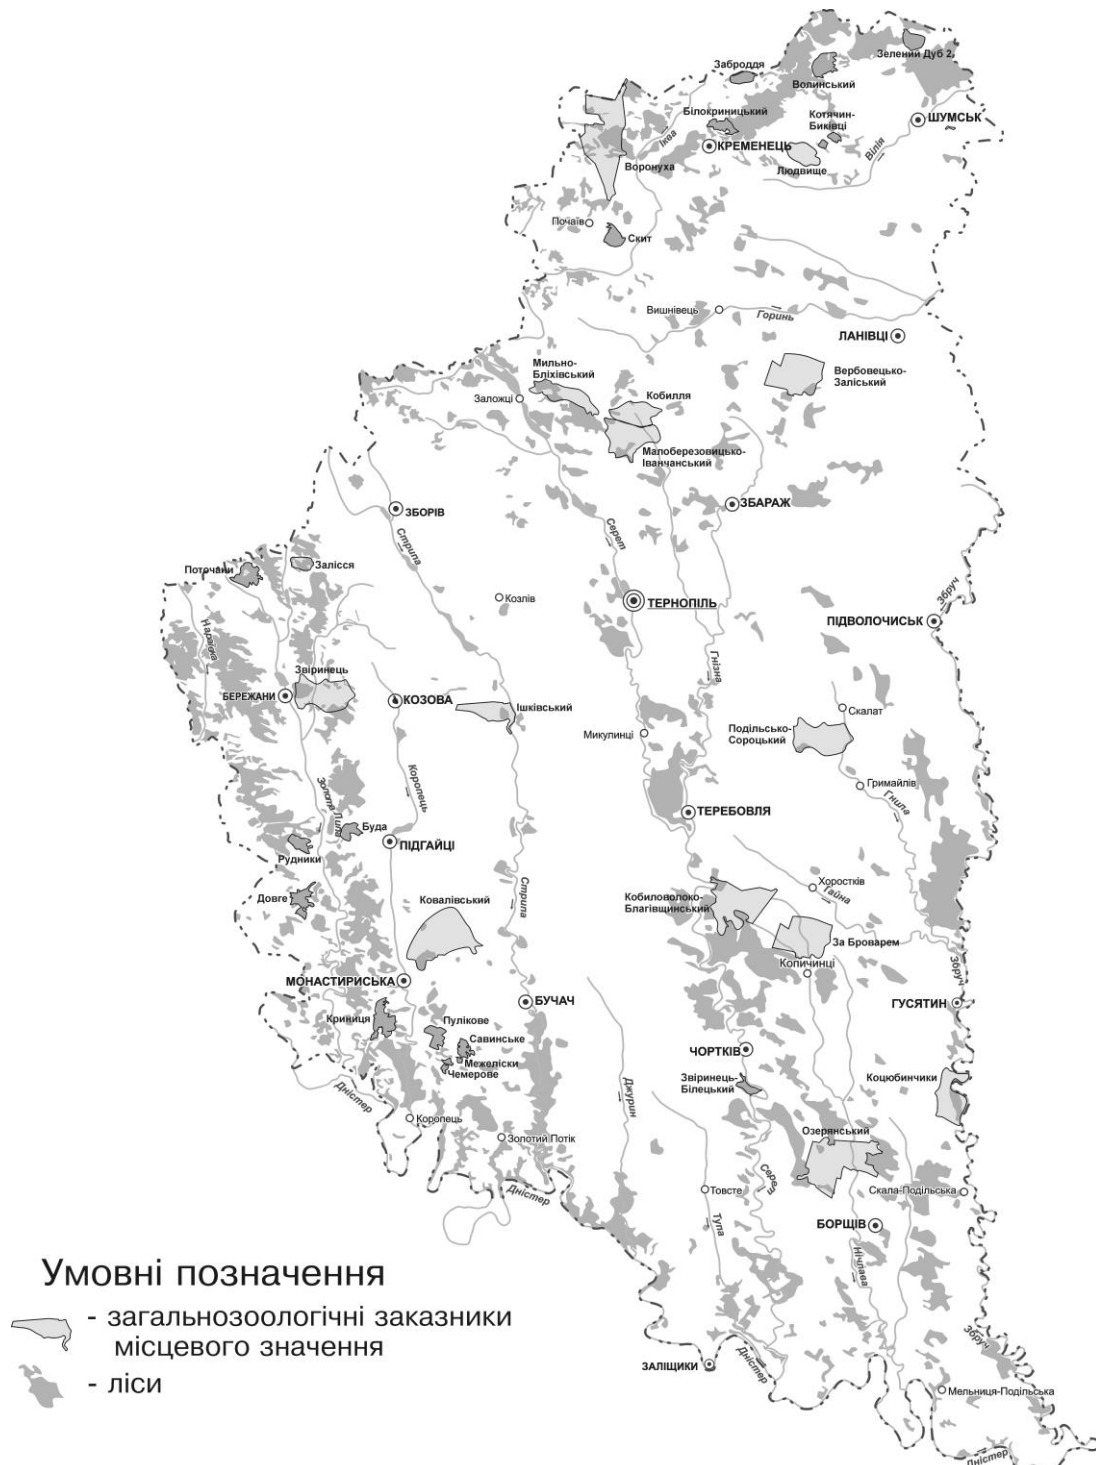 Зелений Дуб 2
Заброддя
Волинський
Білокриницький
Котячин-
Биківці
ШУМСЬК
Іква
КРЕМЕНЕЦЬ
Вілія
Воронуха
Людвище
Почаїв
Скит
Вишнівець
Горинь
ЛАНІВЦІ
Мильно-
Бліхівський
Вербовецько-
Заліський
Заложці
Кобилля
Малоберезовицько-
Іванчанський
ЗБАРАЖ
ЗБОРІВ
Стрипа
Серет
Поточани
Залісся
Козлів
ТЕРНОПІЛЬ
Збруч
ПІДВОЛОЧИСЬК
Нараївка
Гнізна
Звіринець
БЕРЕЖАНИ
КОЗОВА
Ішківський
Скалат
Подільсько-
Сороцький
Микулинці
Золота Липа
Коропець
Гримайлів
Гнила
ТЕРЕБОВЛЯ
Буда
ПІДГАЙЦІ
Рудники
Довге
Ковалівський
Стрипа
Кобиловолоко-
Благівщинський
Хоростків
Гайна
За Броварем
Копичинці
Збруч
МОНАСТИРИСЬКА
БУЧАЧ
ГУСЯТИН
Криниця
Пулікове
Савинське
Межеліски
Чемерове
ЧОРТКІВ
Звіринець-
Білецький
Коцюбинчики
Дністер
Джурин
Коропець
Золотий Потік
Озерянський
Серет
Дністер
Товсте
Скала-Подільська
Тупа
БОРЩІВ
Нічлава
Умовні позначення
- загальнозоологічні заказники
місцевого значення
- ліси
ЗАЛІЩИКИ
Дністер
Збруч
Мельниця-Подільська
Дністер